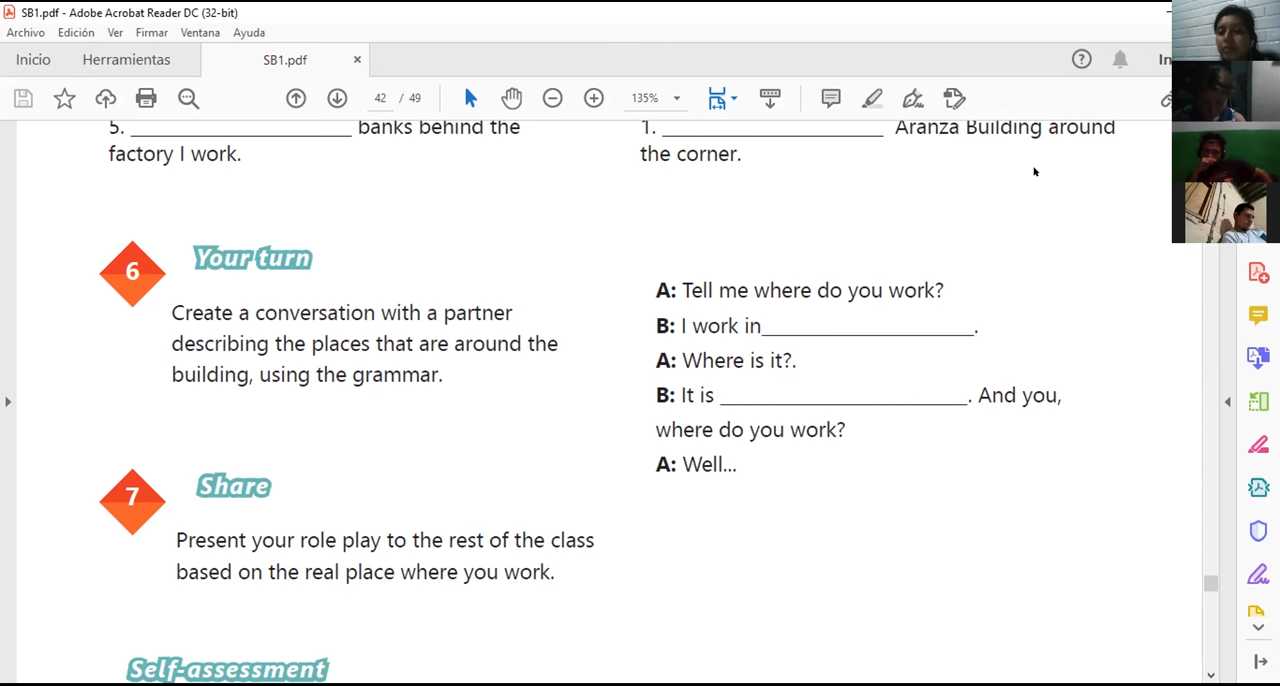 SB1.pdf - Adobe Acrobat Reader DC (32-bit)
Archivo Edición Ver Firmar Ventana Ayuda
Inicio Herramientas SB1.pdf × In
42 / 49 135%
5. ____________________ banks behind the
factory I work.
1. ____________________ Aranza Building around
the corner.
6 Your turn
Create a conversation with a partner
describing the places that are around the
building, using the grammar.
A: Tell me where do you work?
B: I work in___________________.
A: Where is it?.
B: It is ______________________. And you,
where do you work?
A: Well...
7 Share
Present your role play to the rest of the class
based on the real place where you work.
Self-assessment